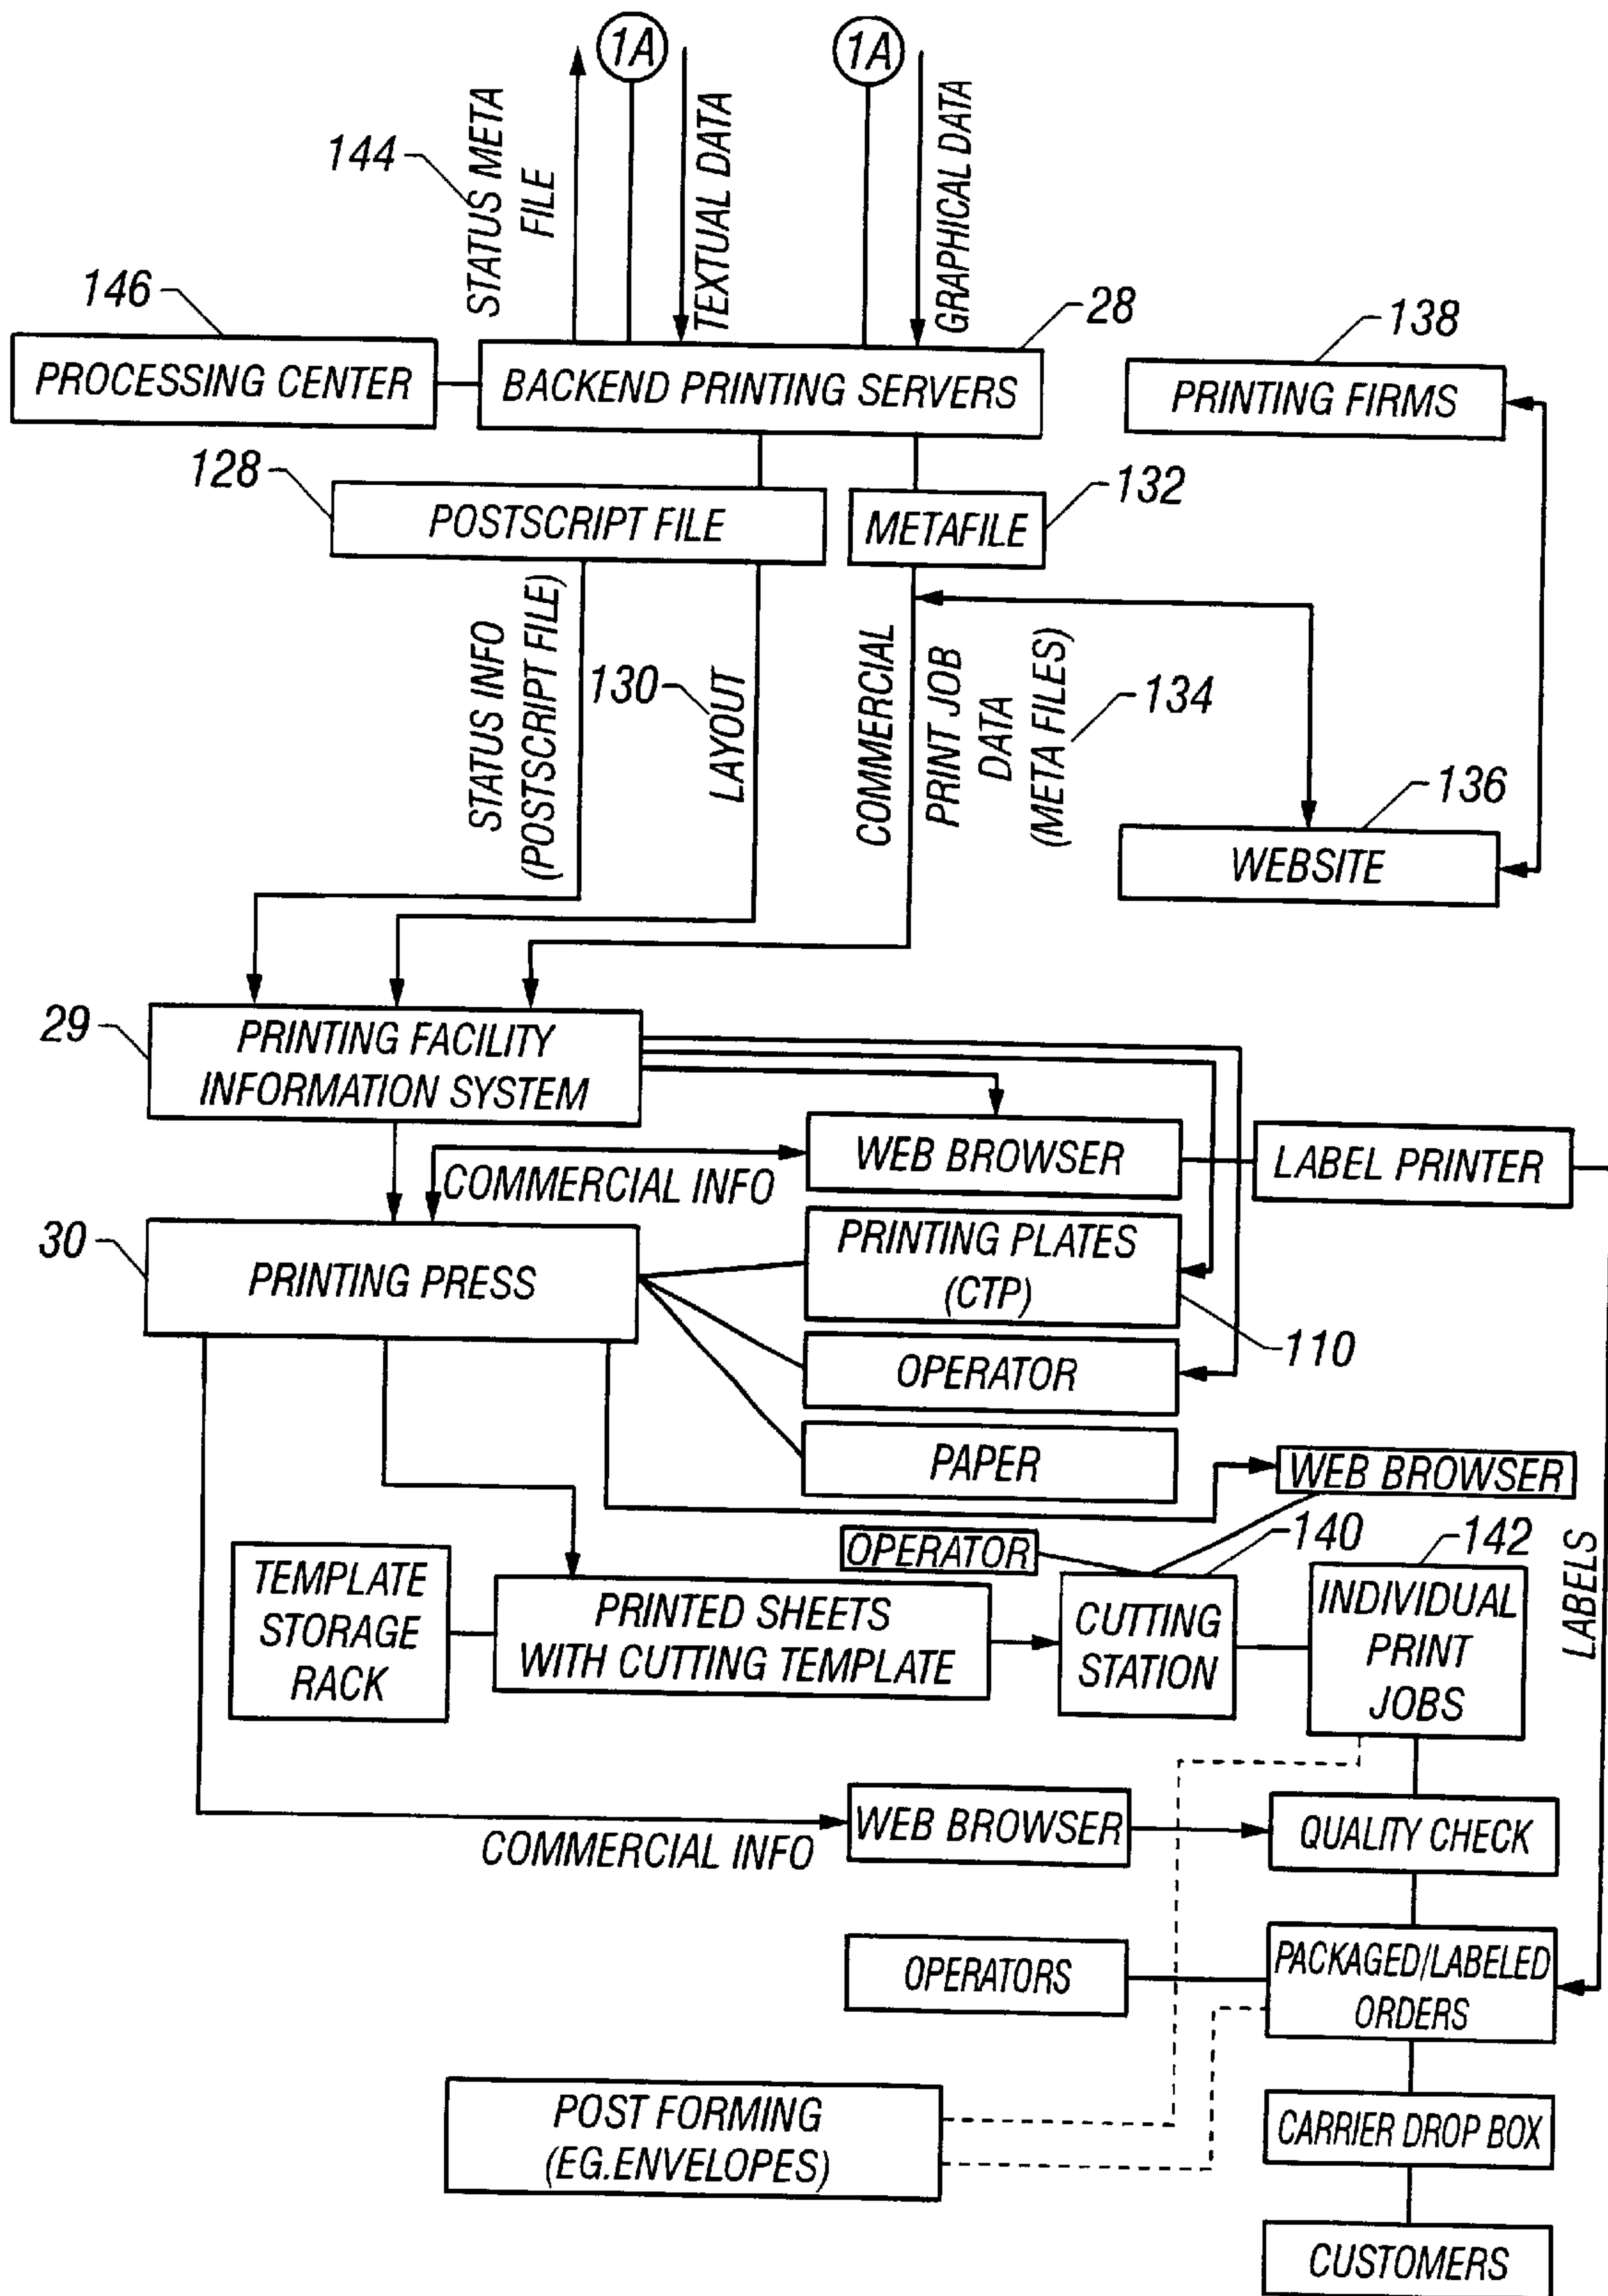 1A
1A
144
STATUS META
FILE
TEXTUAL DATA
GRAPHICAL DATA
146
28
138
PROCESSING CENTER
BACKEND PRINTING SERVERS
PRINTING FIRMS
128
132
POSTSCRIPT FILE
METAFILE
STATUS INFO
(POSTSCRIPT FILE)
130
LAYOUT
COMMERCIAL
PRINT JOB
DATA
(META FILES)
134
136
WEBSITE
29
PRINTING FACILITY
INFORMATION SYSTEM
COMMERCIAL INFO
WEB BROWSER
LABEL PRINTER
30
PRINTING PRESS
PRINTING PLATES
(CTP)
110
OPERATOR
PAPER
WEB BROWSER
OPERATOR
140
142
LABELS
TEMPLATE
STORAGE
RACK
PRINTED SHEETS
WITH CUTTING TEMPLATE
CUTTING
STATION
INDIVIDUAL
PRINT
JOBS
COMMERCIAL INFO
WEB BROWSER
QUALITY CHECK
OPERATORS
PACKAGED/LABELED
ORDERS
POST FORMING
(EG.ENVELOPES)
CARRIER DROP BOX
CUSTOMERS